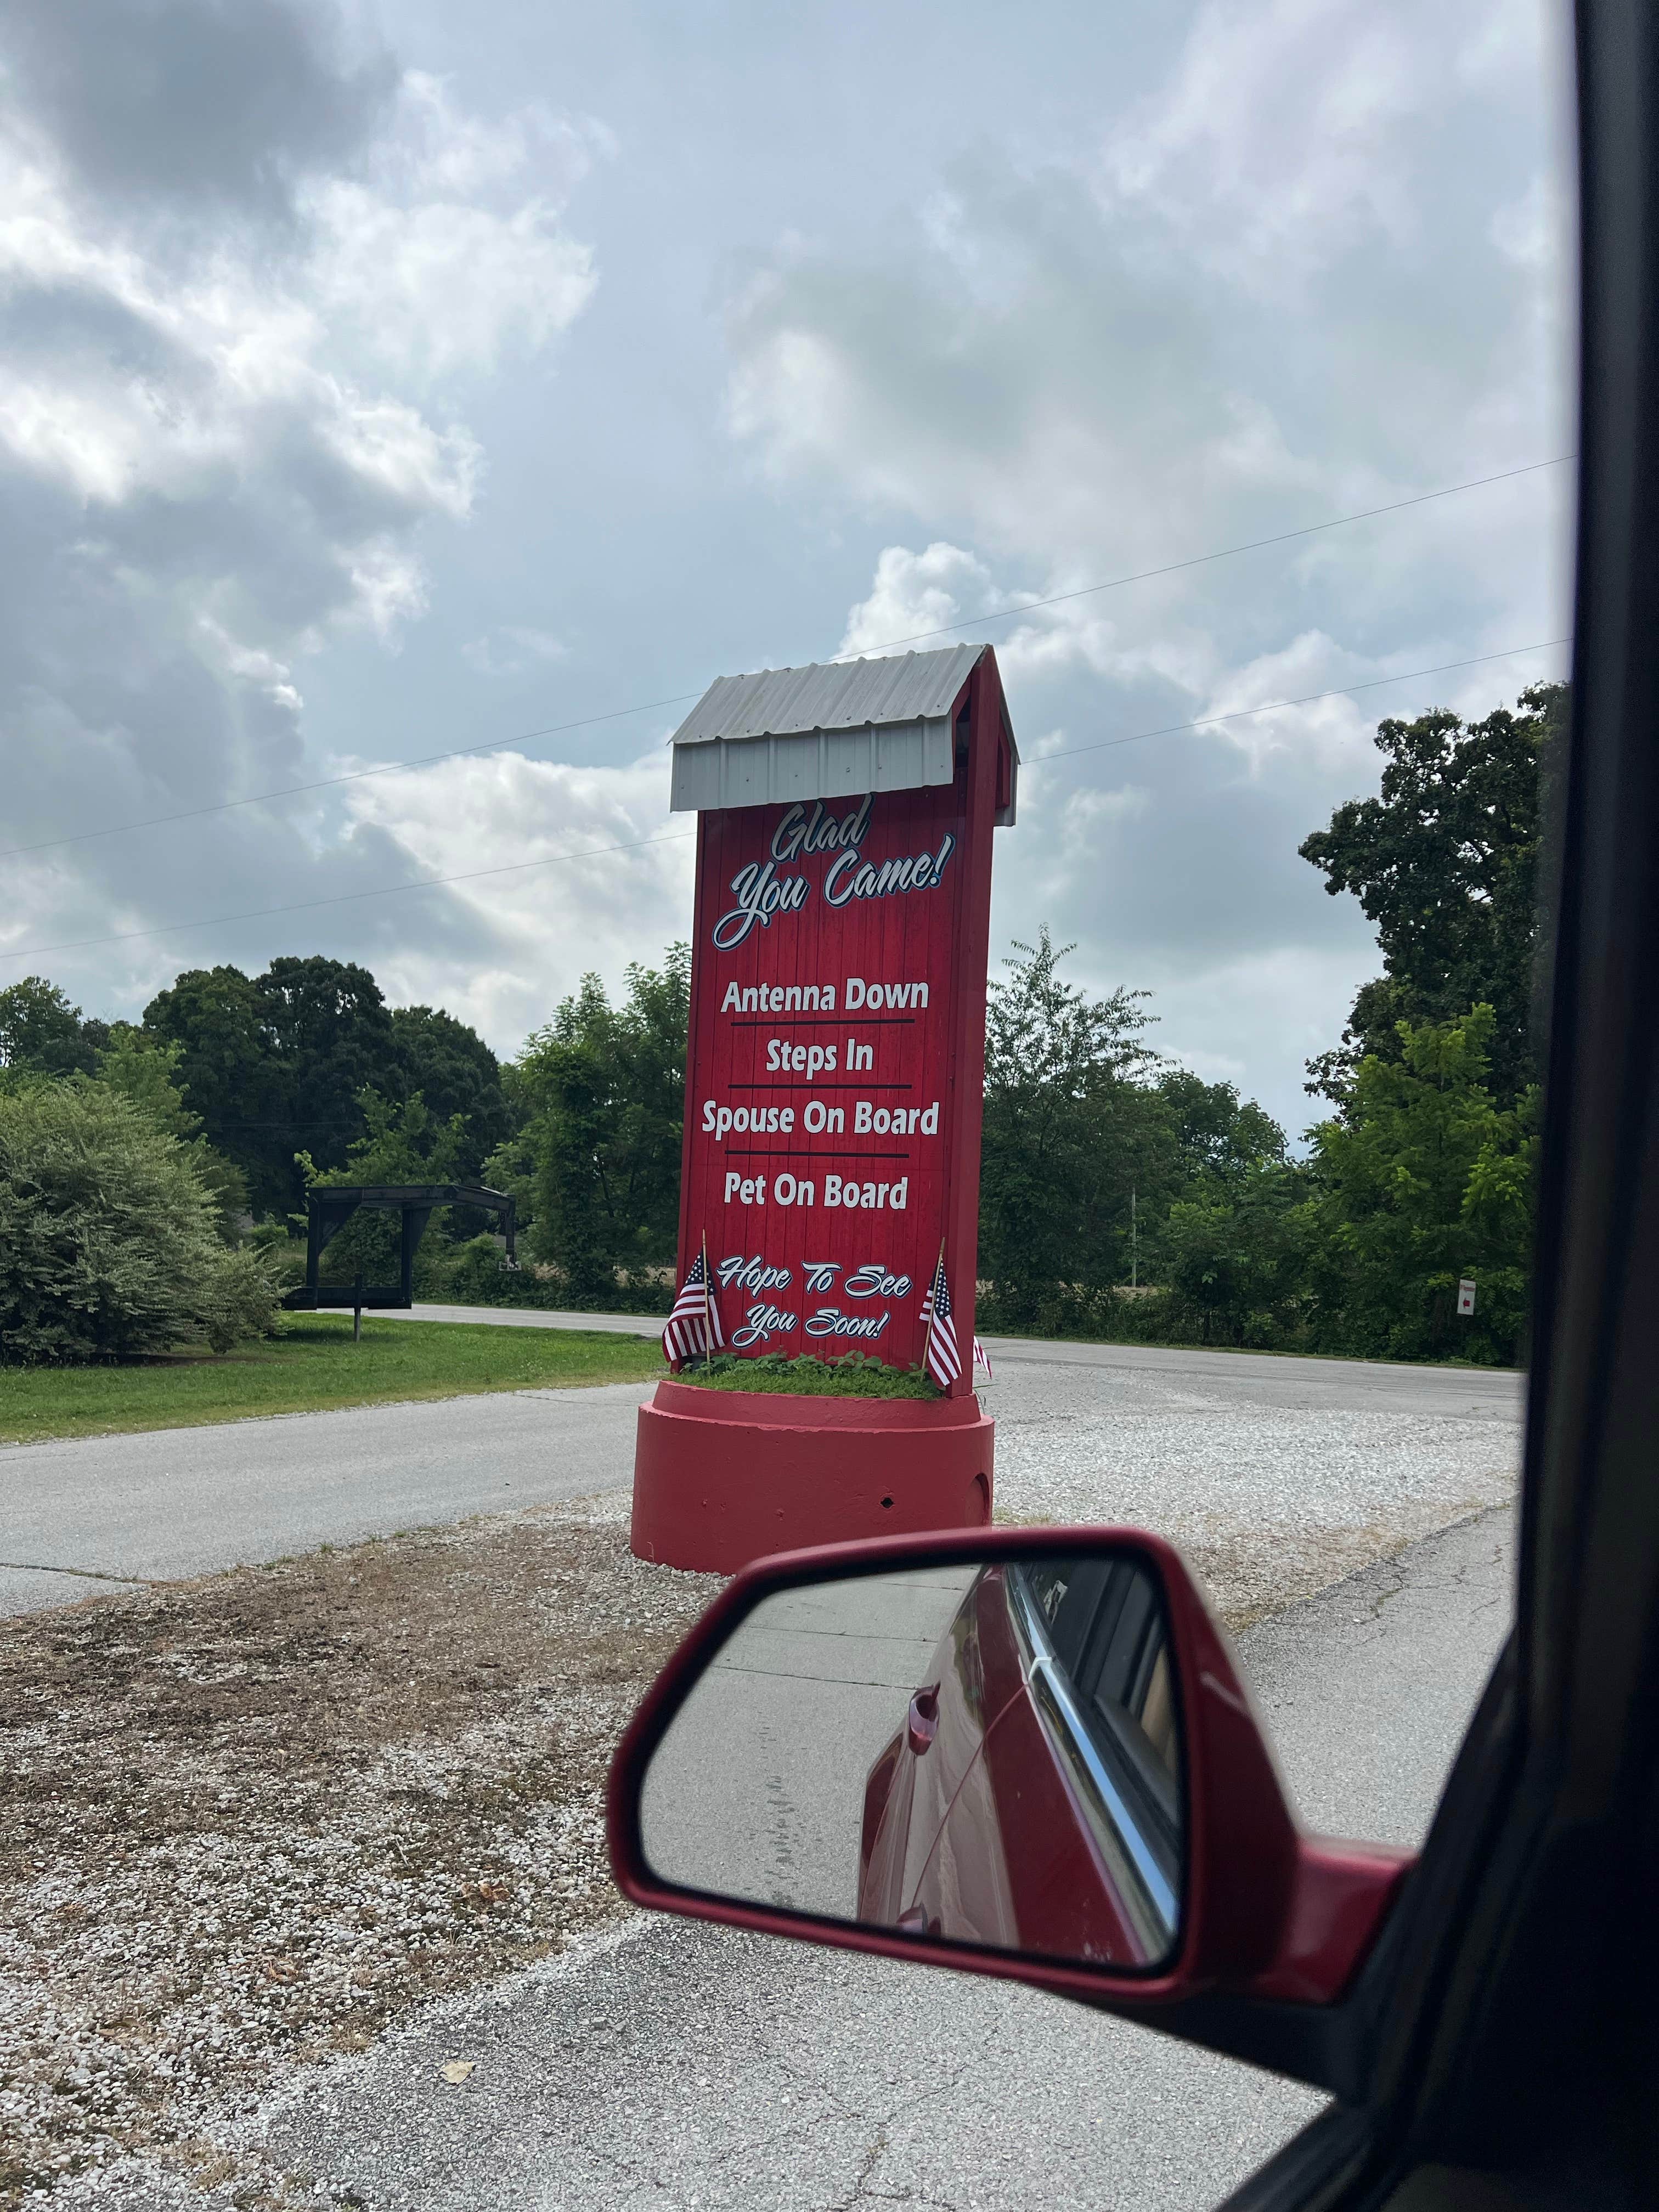 Glad
You Came!
Antenna Down
Steps In
Spouse On Board
Pet On Board
Hope To See
You Soon!